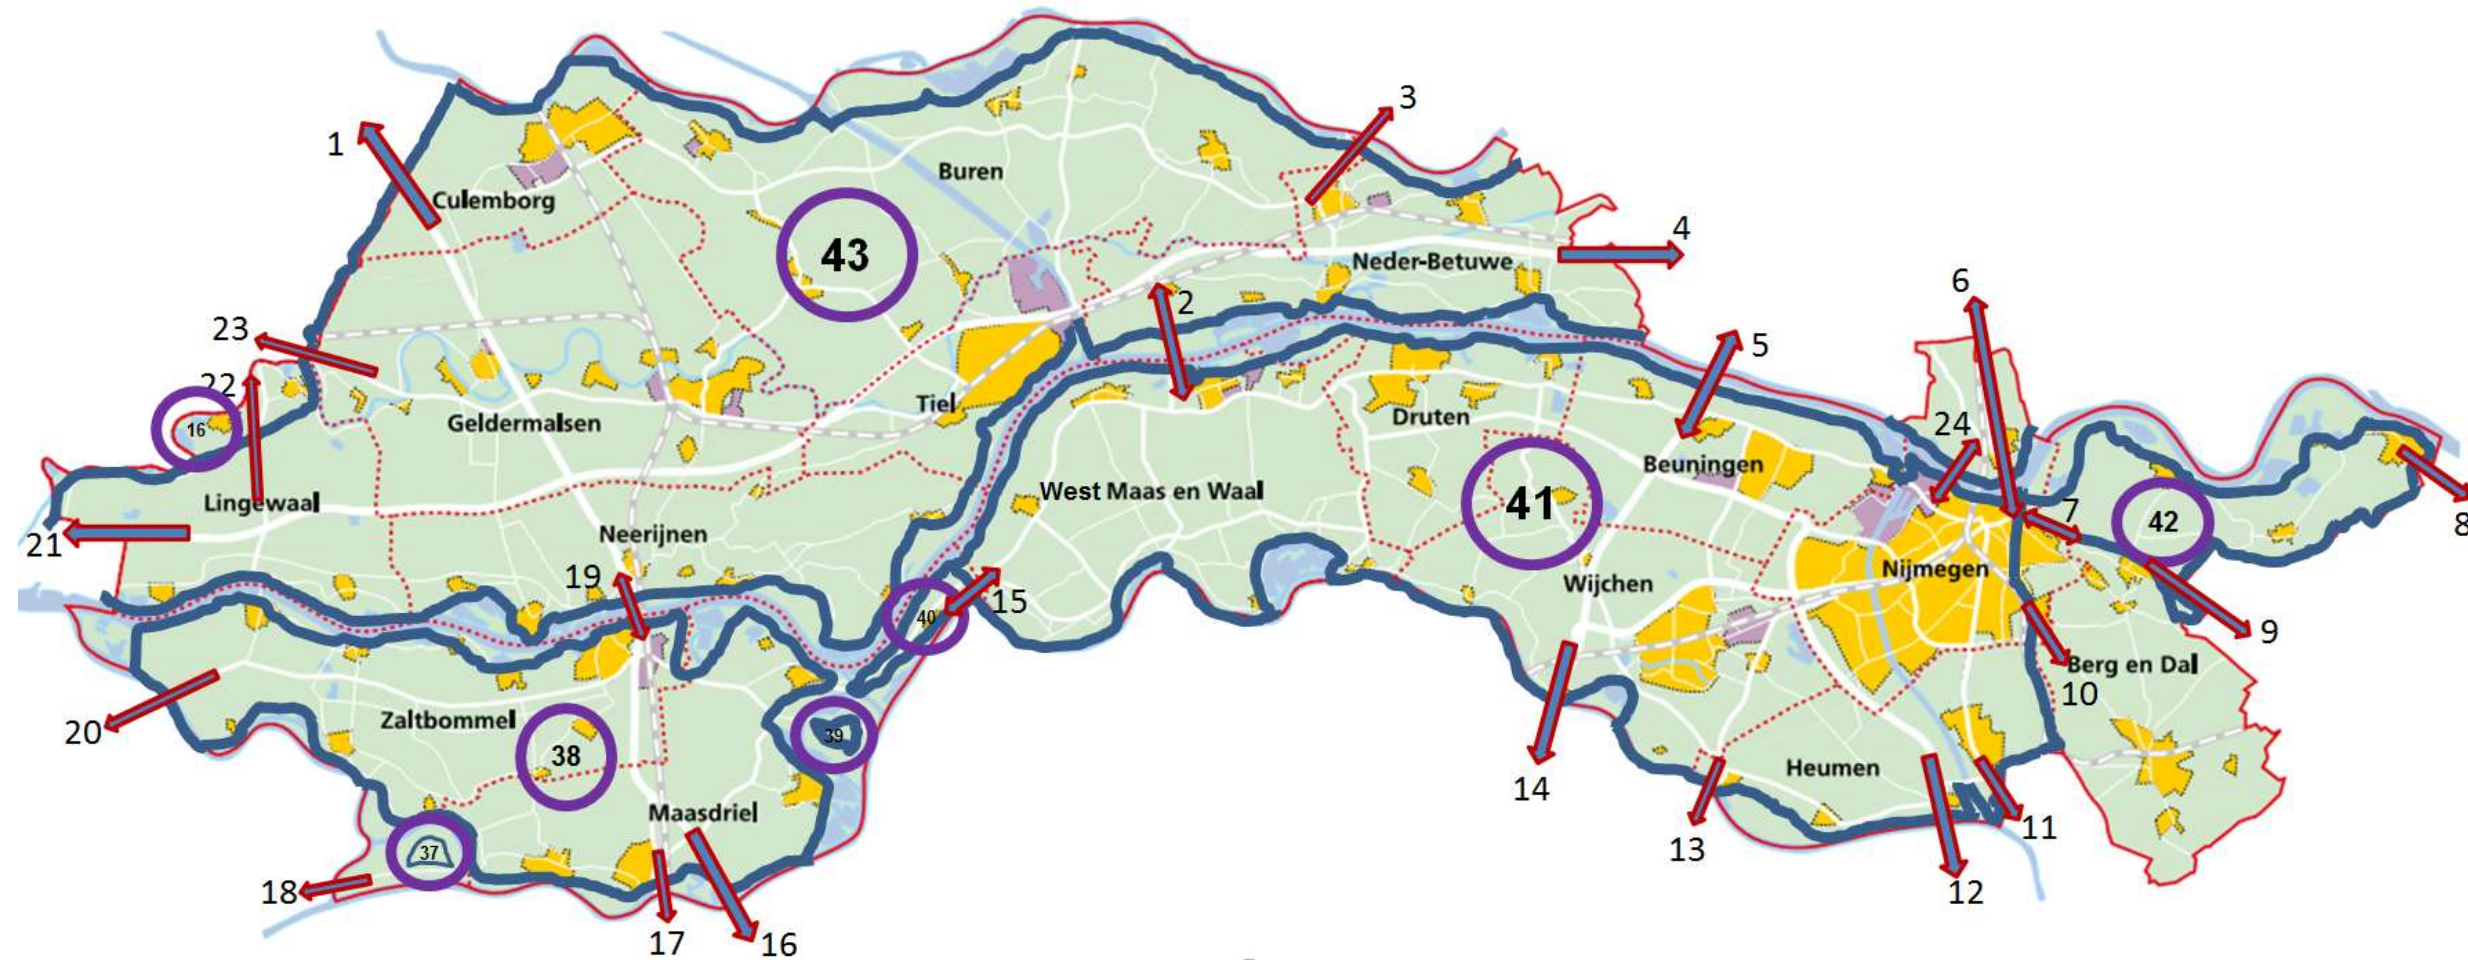 3
1
Buren
43
Culemborg
4
Neder-Betuwe
6
2
23
5
22
16
Geldermalsen
Tiel
Druten
24
Beuningen
41
7
42
8
Lingewaal
West Maas en Waal
21
Neerijnen
19
Wijchen
Nijmegen
40
15
9
Berg en Dal
10
20
Zaltbommel
38
39
14
Heumen
Maasdriel
13
11
37
18
12
17
16